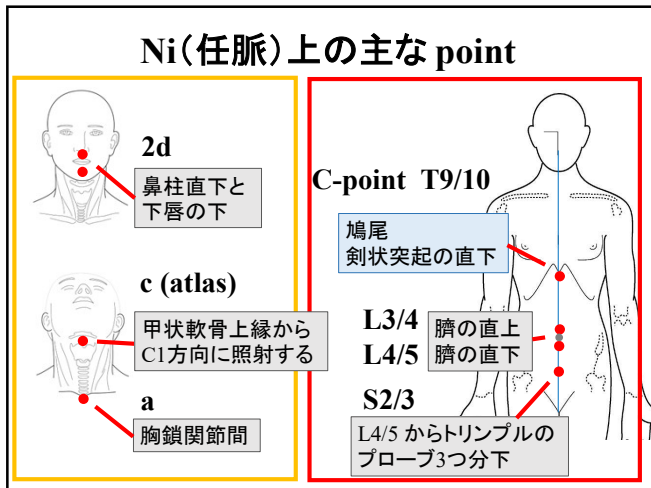 Ni（任脈）上の主な point
2d
鼻柱直下と
下唇の下
c (atlas)
甲状軟骨上縁から
C1方向に照射する
a
胸鎖関節間
C-point T9/10
鳩尾
剣状突起の直下
L3/4
臍の直上
L4/5
臍の直下
S2/3
L4/5 からトリンプルの
プローブ3つ分下